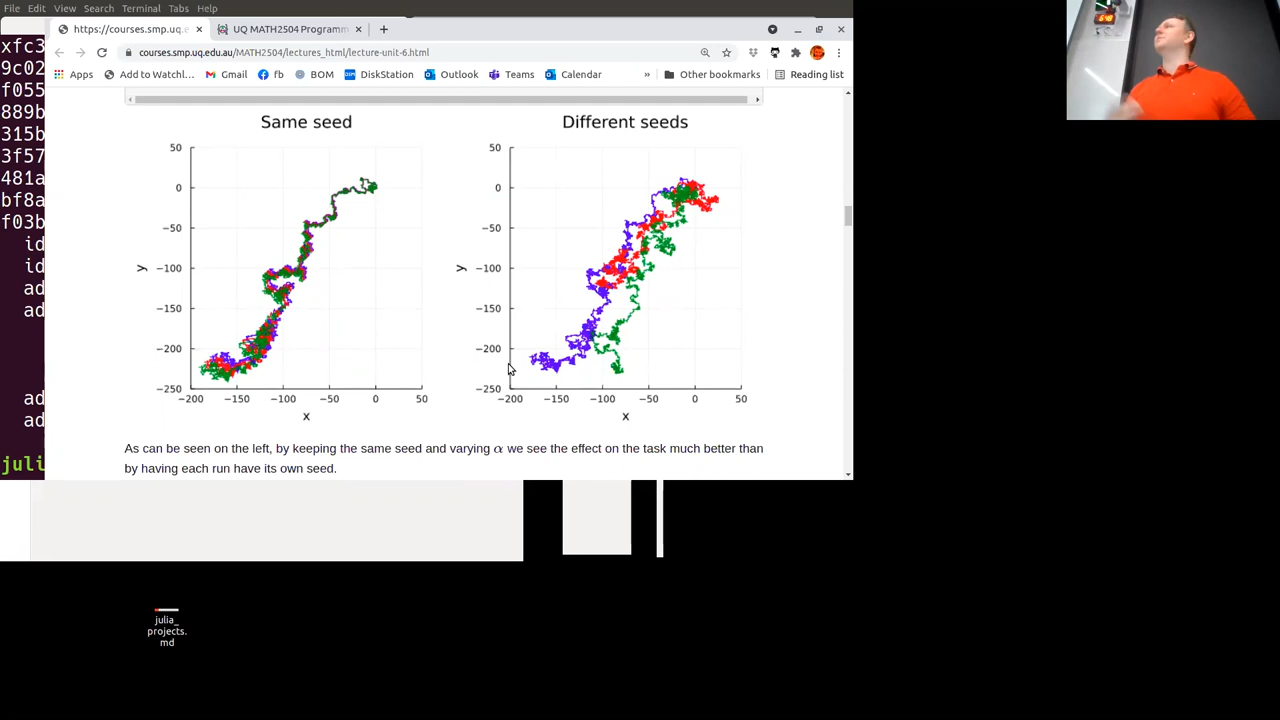 File Edit View Search Terminal Tabs Help
https://courses.smp.uq.e
UQ MATH2504 Programm
courses.smp.uq.edu.au/MATH2504/lectures_html/lecture-unit-6.html
Apps Add to Watchl... Gmail fb BOM DiskStation Outlook Teams Calendar » Other bookmarks Reading list
xfc3
9c02
f055
889b
315b
3f57
481a
bf8a
f03b
id
id
ad
ad
ad
ad
juli
Same seed
50
0
−50
−100
−150
−200
−250
y
−200 −150 −100 −50 0 50
x
Different seeds
50
0
−50
−100
−150
−200
−250
y
−200 −150 −100 −50 0 50
x
As can be seen on the left, by keeping the same seed and varying α we see the effect on the task much better than
by having each run have its own seed.
julia_
projects.
md